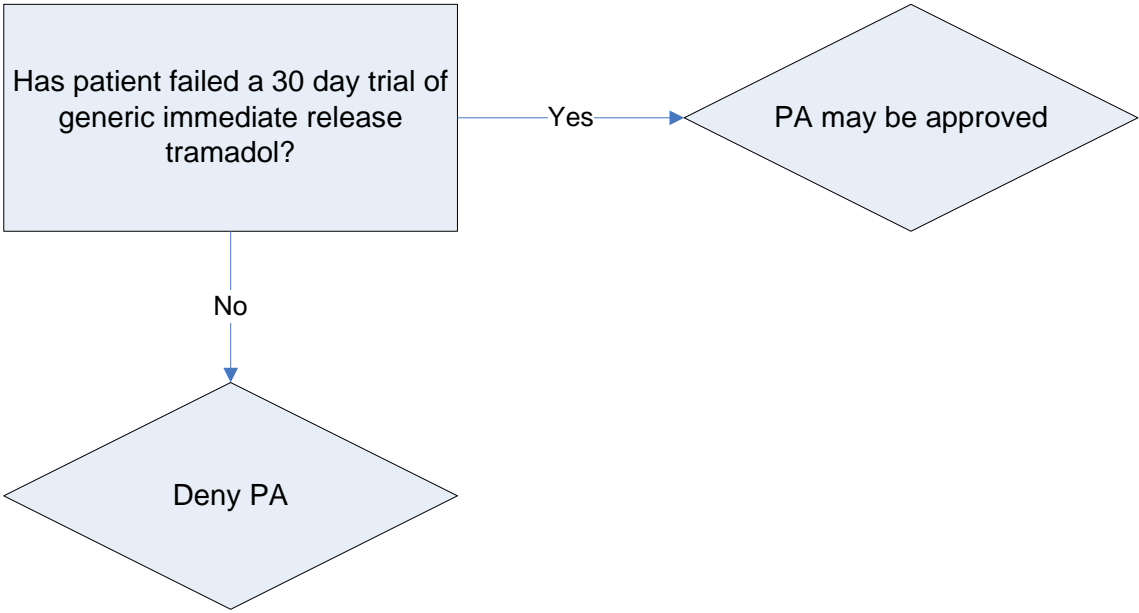 Has patient failed a 30 day trial of
generic immediate release
tramadol?
Yes
PA may be approved
No
Deny PA